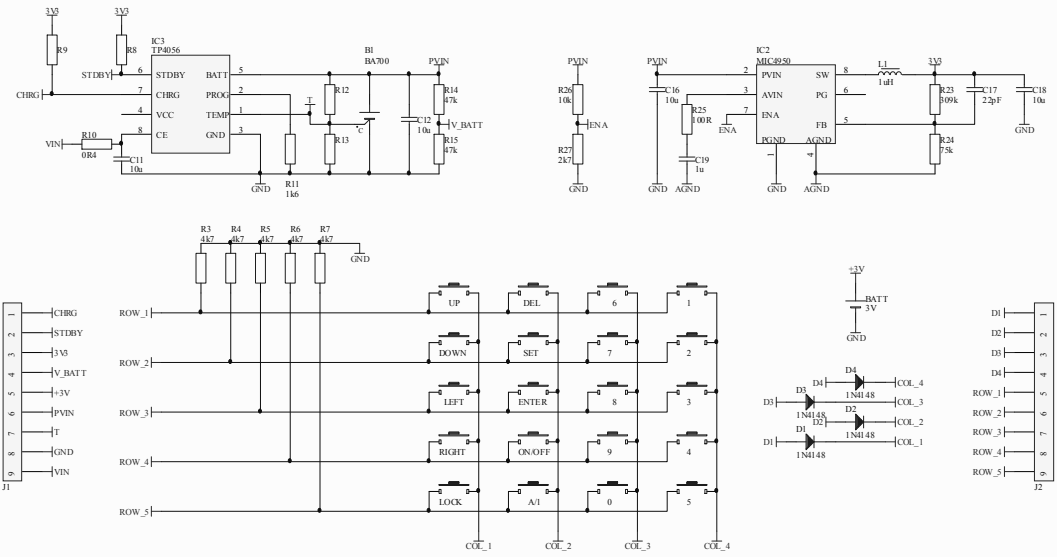 3V3 3V3
R9 R8
IC3
TP4056
STDBY 6 STDBY BATT 5
CHRG 7 CHRG PROG 2
4 VCC TEMP 1
8 CE GND 3
VIN R10
0R4
C11
10u
GND
R11
1k6
R12
R13
T
B1
BA700
°C
C12
10u
PVIN
R14
47k
V_BATT
R15
47k
PVIN
R26
10k
ENA
R27
2k7
GND
PVIN
C16
10u
GND
R25
100R
C19
1u
AGND
ENA
IC2
MIC4950
2 PVIN SW 8
3 AVIN PG 6
7 ENA FB 5
PGND AGND
1 4
GND AGND
L1
1uH
3V3
R23
309k
C17
22pF
C18
10u
GND
R24
75k
R3 R4 R5 R6 R7
4k7 4k7 4k7 4k7 4k7
GND
ROW_1 UP DEL 6 1
ROW_2 DOWN SET 7 2
ROW_3 LEFT ENTER 8 3
ROW_4 RIGHT ON/OFF 9 4
ROW_5 LOCK A/I 0 5
COL_1 COL_2 COL_3 COL_4
1 CHRG
2 STDBY
3 3V3
4 V_BATT
5 +3V
6 PVIN
7 T
8 GND
9 VIN
J1
+3V
BATT
3V
GND
D4 D4 COL_4
1N4148
D3 D3 COL_3
1N4148
D2 D2 COL_2
1N4148
D1 D1 COL_1
1N4148
D1 1
D2 2
D3 3
D4 4
ROW_1 5
ROW_2 6
ROW_3 7
ROW_4 8
ROW_5 9
J2